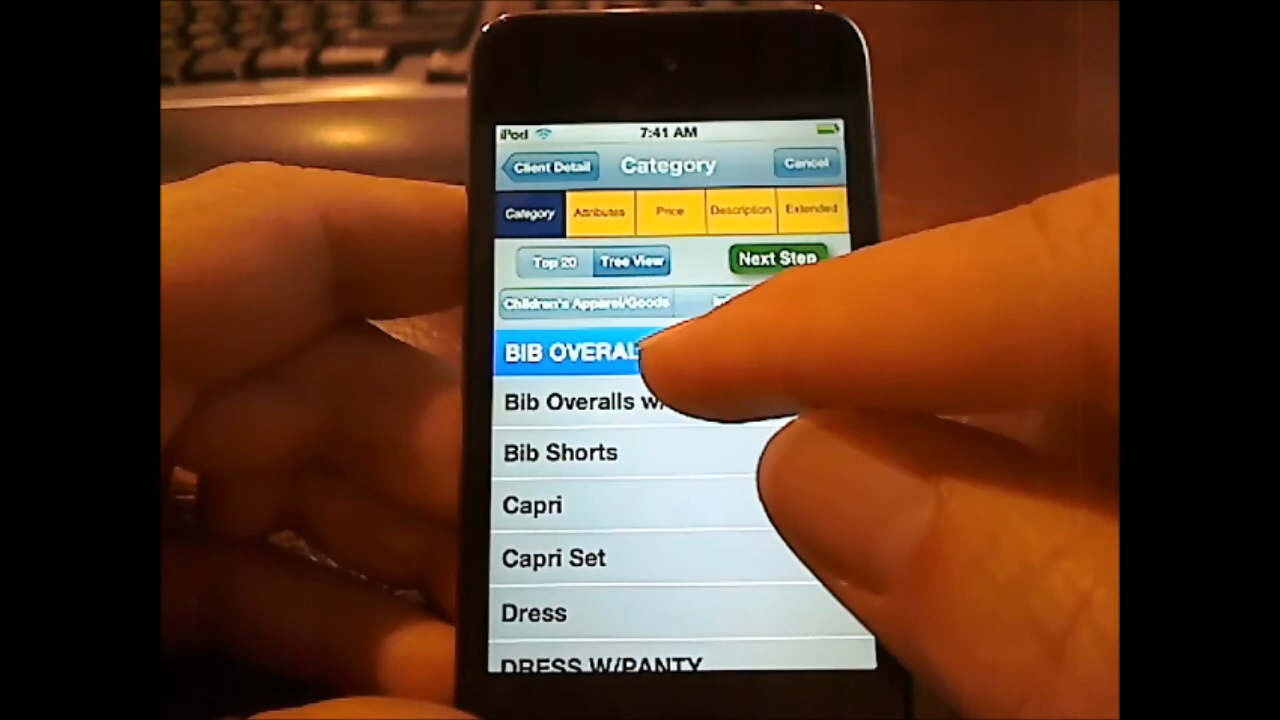 iPod 7:41 AM
Client Detail Category Cancel
Category Attributes Price Description Extended
Top 20 Tree View Next Step
Children's Apparel/Goods
BIB OVERAL
Bib Overalls w/
Bib Shorts
Capri
Capri Set
Dress
DRESS W/PANTY